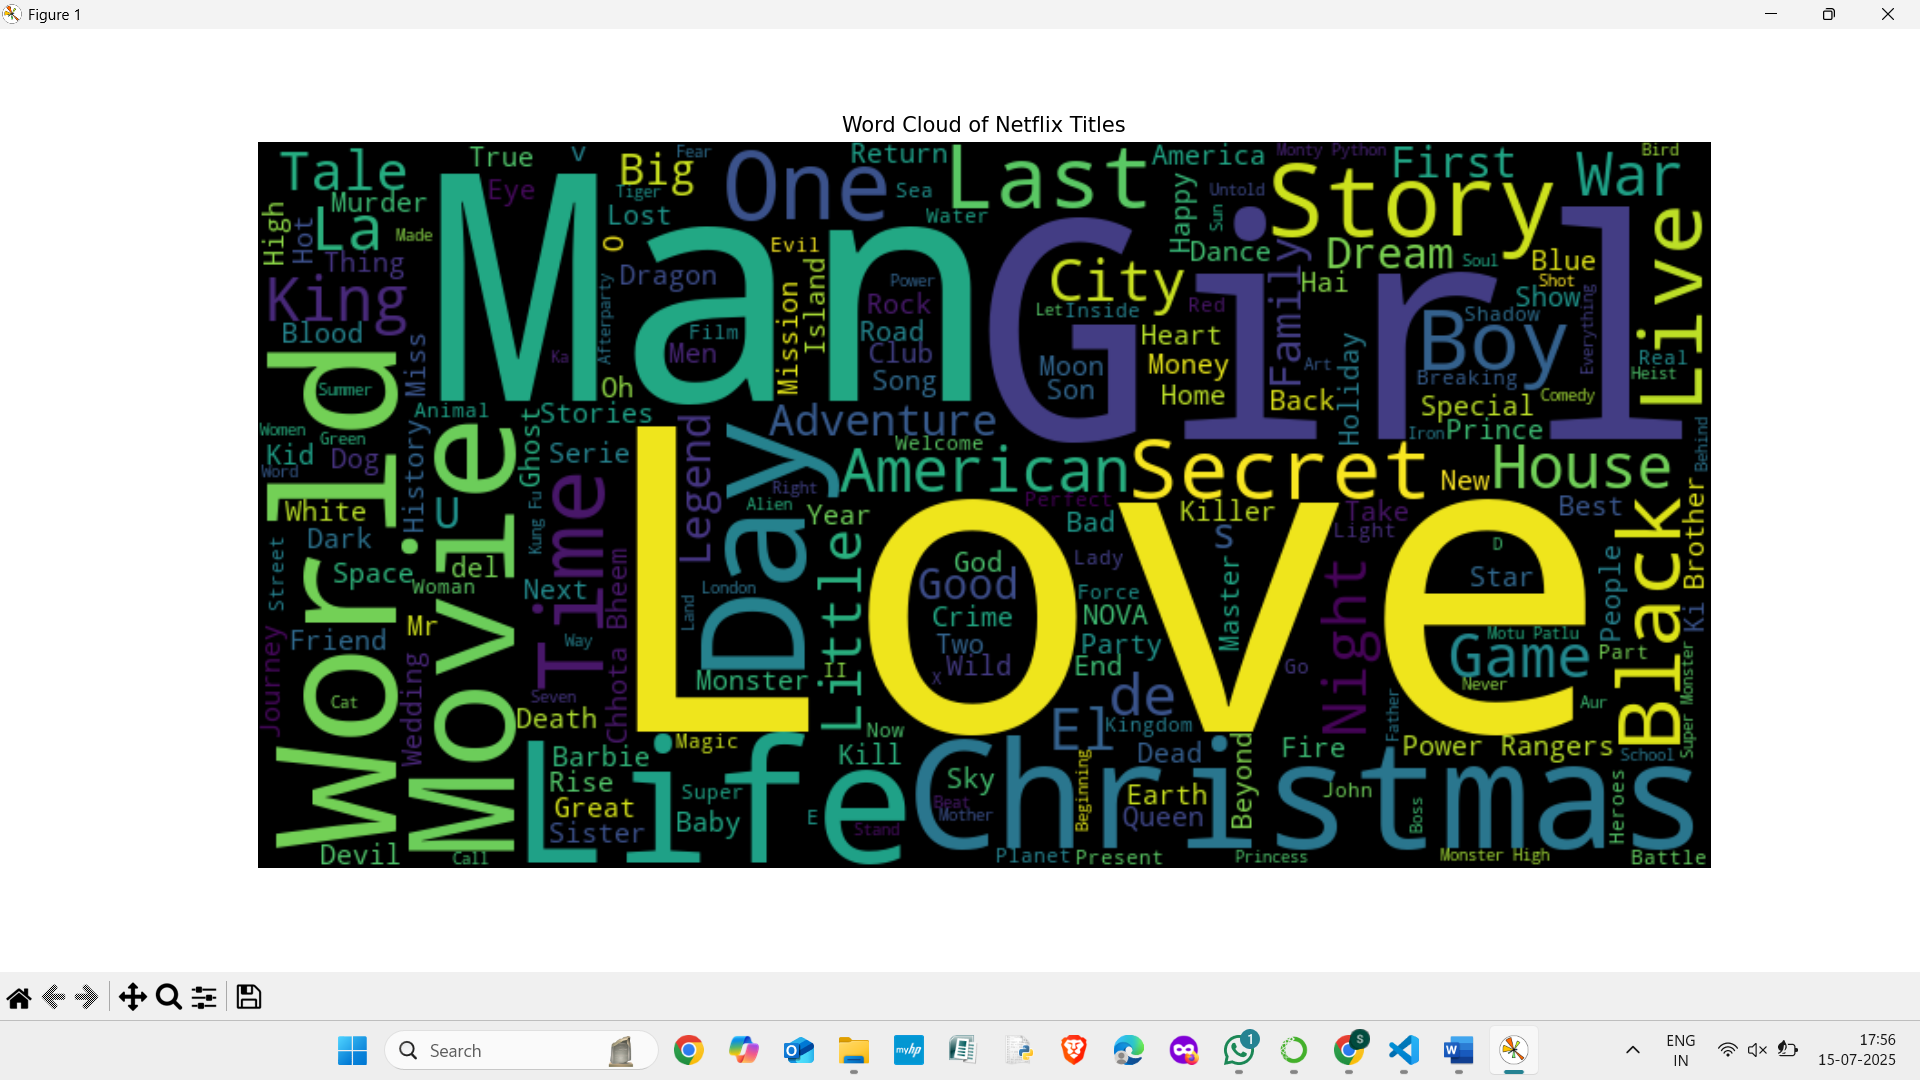 Figure 1
Word Cloud of Netflix Titles
Tale
True
V
Big
Fear
One
Return
Last
America
Monty Python
First
War
Bird
Murder
Eye
Tiger
Sea
Untold
Story
High
Hot
La
Made
Man
Lost
Water
Happy
Sun
Girl
Live
Thing
O
Evil
Dance
Family
Dream
Soul
Blue
King
Dragon
Island
Power
City
Hai
Shot
Show
Afterparty
Mission
Rock
Let
Inside
Red
Shadow
Everything
Blood
Miss
Film
Road
Heart
Holiday
Boy
Real
World
Ka
Men
Club
Moon
Money
Art
Breaking
Heist
Summer
Oh
Song
Son
Home
Back
Special
Comedy
Animal
Stories
Adventure
Iron
Prince
Behind
Women
Green
History
Movie
Ghost
Legend
Day
Welcome
Kid
Dog
Serie
American
Secret
New
House
Word
Right
Perfect
White
U
Kung Fu
Time
Alien
Year
Bad
Killer
Take
Best
Black
Brother
Dark
Love
S
Light
D
Street
Space
del
Little
God
Lady
People
Woman
Next
Bheem
London
Good
Force
Master
Night
Star
Land
Crime
NOVA
Ki
Friend
Mr
Way
Two
Party
Motu Patlu
Journey
Wedding
II
X
Wild
End
Go
Game
Part
Monster
Never
Super Monster
Cat
Seven
Chhota
de
Father
Aur
Death
Now
El
Kingdom
Magic
Barbie
Life
Kill
Christmas
Dead
Beyond
Fire
Power Rangers
School
Rise
Sky
Beginning
Super
Great
Beat
Earth
John
Boss
Heroes
Sister
Baby
E
Mother
Queen
Stand
Devil
Call
Planet
Present
Princess
Monster High
Battle
Search
myhp
1
S
ENG
IN
17:56
15-07-2025